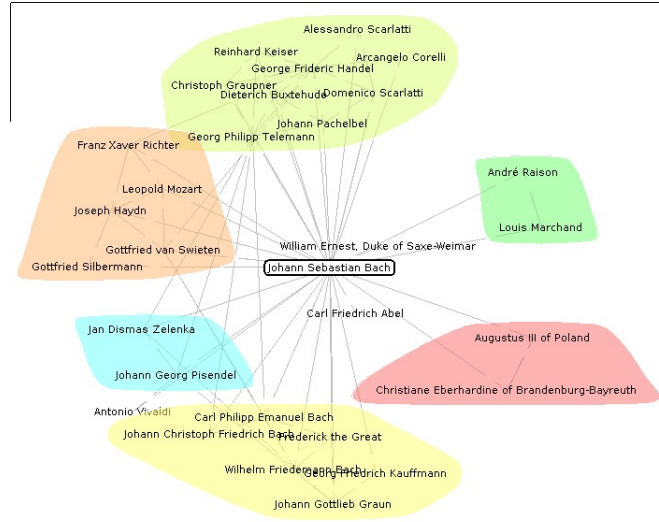 Alessandro Scarlatti
Reinhard Keiser
Arcangelo Corelli
George Frideric Handel
Christoph Graupner
Dieterich Buxtehude
Domenico Scarlatti
Johann Pachelbel
Georg Philipp Telemann
Franz Xaver Richter
André Raison
Leopold Mozart
Joseph Haydn
Louis Marchand
William Ernest, Duke of Saxe-Weimar
Gottfried van Swieten
Gottfried Silbermann
Johann Sebastian Bach
Carl Friedrich Abel
Jan Dismas Zelenka
Augustus III of Poland
Johann Georg Pisendel
Christiane Eberhardine of Brandenburg-Bayreuth
Antonio Vivaldi
Carl Philipp Emanuel Bach
Johann Christoph Friedrich Bach
Frederick the Great
Wilhelm Friedemann Bach
Georg Friedrich Kauffmann
Johann Gottlieb Graun